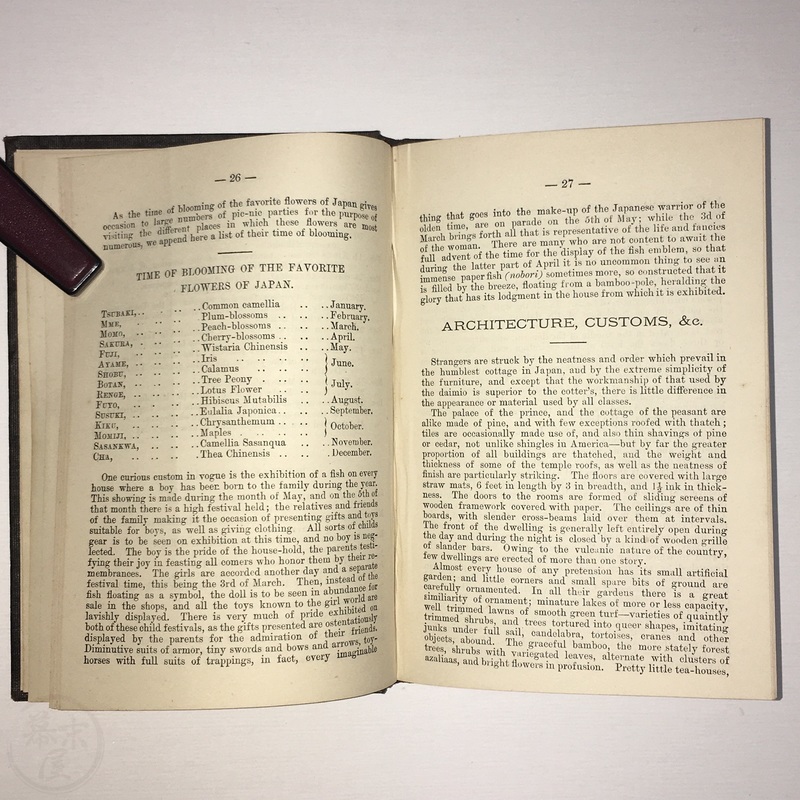 — 26 —
As the time of blooming of the favorite flowers of Japan gives
occasion to large numbers of pic-nic parties for the purpose of
visiting the different places in which these flowers are most
numerous, we append here a list of their time of blooming.
TIME OF BLOOMING OF THE FAVORITE
FLOWERS OF JAPAN.
TSUBAKI, .. .. .. .. Common camellia .. .. January.
MME, .. .. .. .. Plum-blossoms .. .. .. February.
MOMO, .. .. .. .. Peach-blossoms .. .. .. March.
SAKURA, .. .. .. .. Cherry-blossoms .. .. .. April.
FUJI, .. .. .. .. Wistaria Chinensis .. .. May.
AYAME, .. .. .. .. Iris .. .. .. .. } June.
SHOBU, .. .. .. .. Calamus .. .. ..
BOTAN, .. .. .. .. Tree Peony .. .. .. } July.
RENGE, .. .. .. .. Lotus Flower .. ..
FUYO, .. .. .. .. Hibiscus Mutabilis .. .. August.
SUSUKI, .. .. .. .. Eulalia Japonica .. .. .. September.
KIKU, .. .. .. .. Chrysanthemum .. .. } October.
MOMIJI, .. .. .. .. Maples .. .. ..
SASANKWA, .. .. .. Camellia Sasanqua .. .. November.
CHA, .. .. .. .. Thea Chinensis .. .. .. December.
One curious custom in vogue is the exhibition of a fish on every
house where a boy has been born to the family during the year.
This showing is made during the month of May, and on the 5th of
that month there is a high festival held; the relatives and friends
of the family making it the occasion of presenting gifts and toys
suitable for boys, as well as giving clothing. All sorts of childs
gear is to be seen on exhibition at this time, and no boy is neg-
lected. The boy is the pride of the house-hold, the parents testi-
fying their joy in feasting all comers who honor them by their re-
membrances. The girls are accorded another day and a separate
festival time, this being the 3rd of March. Then, instead of the
fish floating as a symbol, the doll is to be seen in abundance for
sale in the shops, and all the toys known to the girl world are
lavishly displayed. There is very much of pride exhibited on
both of these child festivals, as the gifts presented are ostentatiously
displayed by the parents for the admiration of their friends.
Diminutive suits of armor, tiny swords and bows and arrows, toy-
horses with full suits of trappings, in fact, every imaginable
— 27 —
thing that goes into the make-up of the Japanese warrior of the
olden time, are on parade on the 5th of May; while the 3d of
March brings forth all that is representative of the life and fancies
of the woman. There are many who are not content to await the
full advent of the time for the display of the fish emblem, so that
during the latter part of April it is no uncommon thing to see an
immense paper fish (nobori) sometimes more, so constructed that it
is filled by the breeze, floating from a bamboo-pole, heralding the
glory that has its lodgment in the house from which it is exhibited.
ARCHITECTURE, CUSTOMS, &c.
Strangers are struck by the neatness and order which prevail in
the humblest cottage in Japan, aud by the extreme simplicity of
the furniture, and except that the workmanship of that used by
the daimio is superior to the cotter's, there is little difference in
the appearance or material used by all classes.
The palace of the prince, and the cottage of the peasant are
alike made of pine, and with few exceptions roofed with thatch;
tiles are occasionally made use of, and also thin shavings of pine
or cedar, not unlike shingles in America—but by far the greater
proportion of all buildings are thatched, and the weight and
thickness of some of the temple roofs, as well as the neatness of
finish are particularly striking. The floors are covered with large
straw mats, 6 feet in length by 3 in breadth, and 1½ ink in thick-
ness. The doors to the rooms are formed of sliding screens of
wooden framework covered with paper. The ceilings are of thin
boards, with slender cross-beams laid over them at intervals.
The front of the dwelling is generally left entirely open during
the day and during the night is closed by a kind of wooden grille
of slander bars. Owing to the vulcanic nature of the country,
few dwellings are erected of more than one story.
Almost every house of any pretension has its small artificial
garden; and little corners and small spare bits of ground are
carefully ornamented. In all their gardens there is a great
similiarity of ornament; minature lakes of more or less capacity,
well trimmed lawns of smooth green turf—varieties of quaintly
trimmed shrubs, and trees tortured into queer shapes, imitating
junks under full sail, candelabra, tortoises, cranes and other
objects, abound. The graceful bamboo, the more stately forest
trees, shrubs with variegated leaves, alternate with clusters of
azaliaas, and bright flowers in profusion. Pretty little tea-houses,